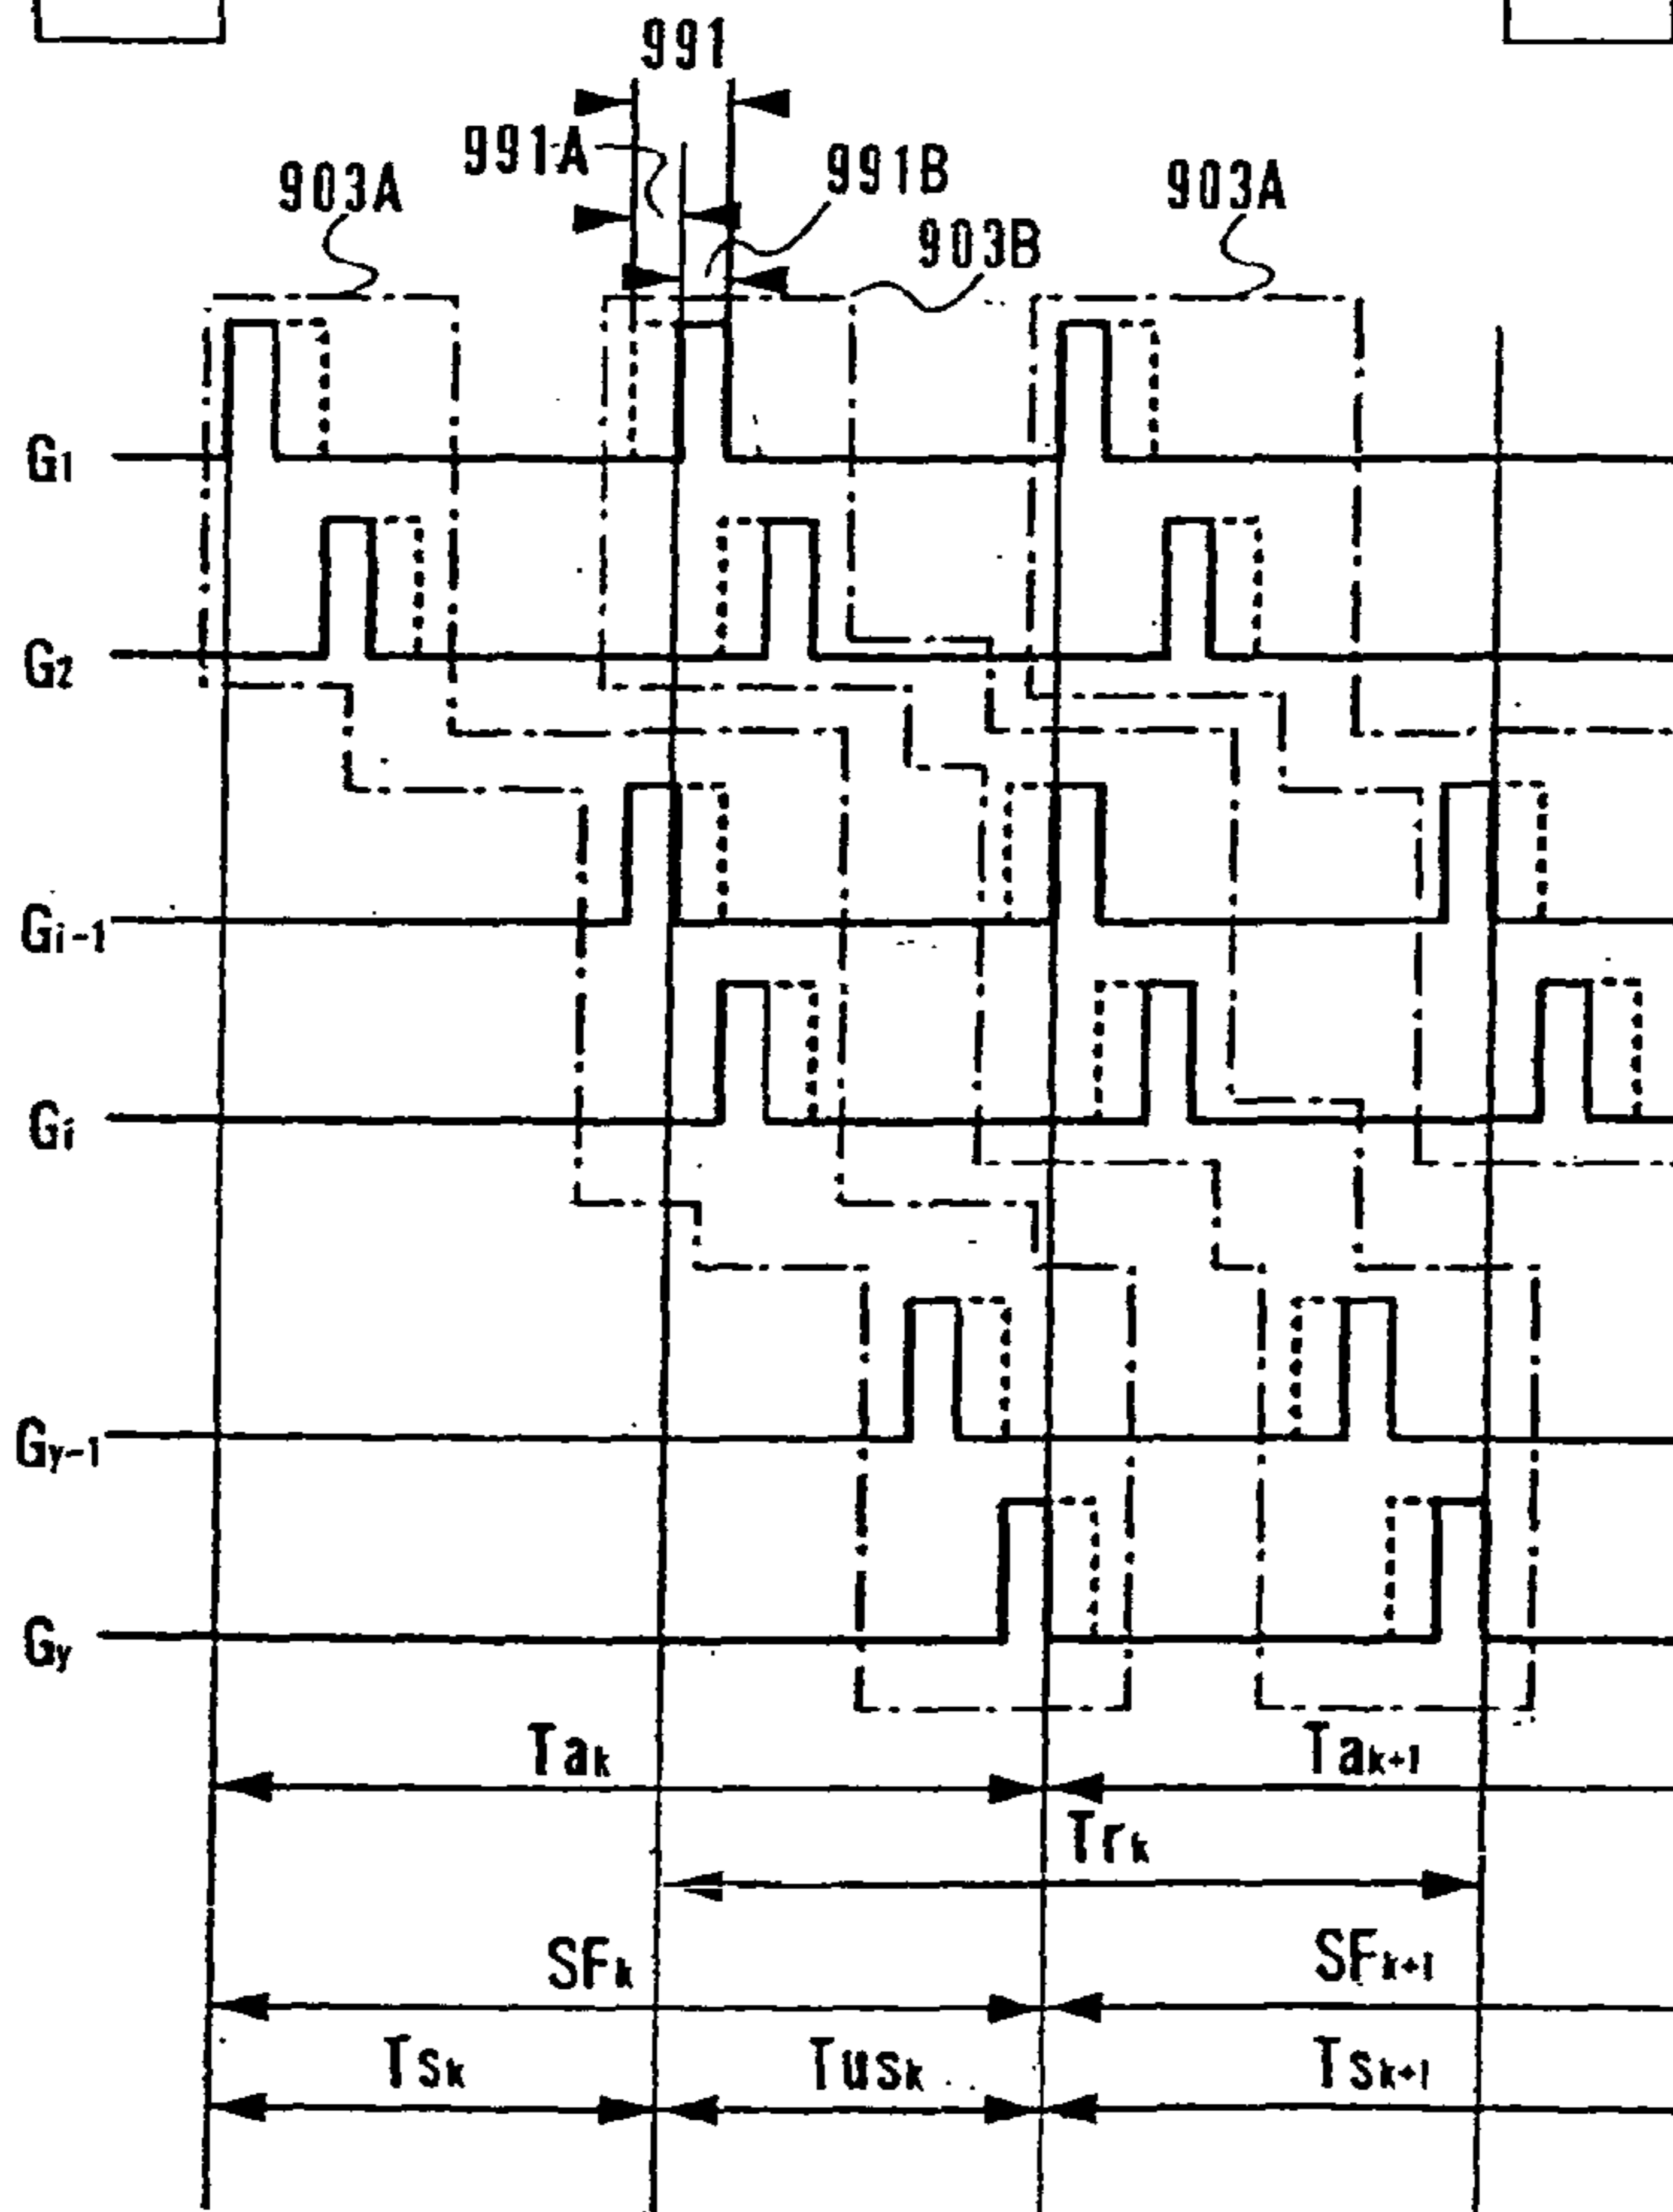 991
991A
991B
903A
903B
903A
G1
G2
Gi-1
Gi
Gy-1
Gy
Tak
Tak+1
Trk
SFk
SFk+1
Tsk
Tusk
Tsk+1